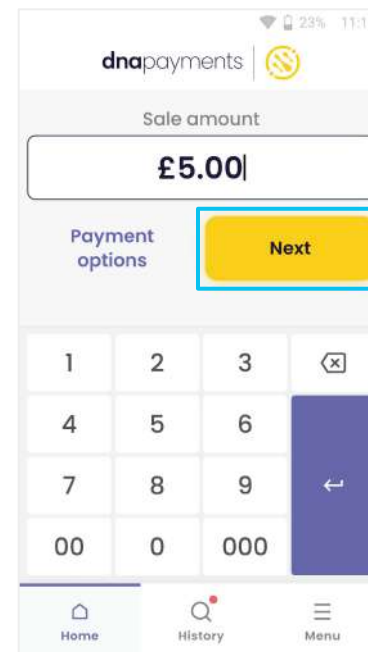 23% 11:1
dnapayments
Sale amount
£5.00
Payment
options
Next
1 2 3
4 5 6
7 8 9
00 0 000
Home History Menu